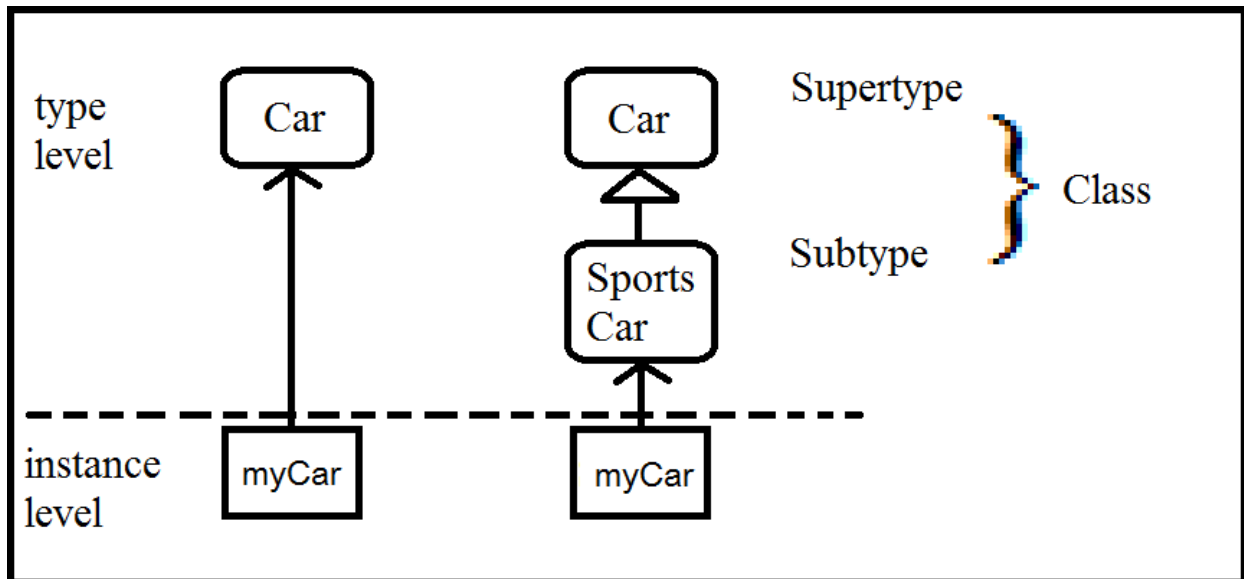 type
level
Car
Car
Supertype
Class
Subtype
Sports
Car
instance
level
myCar
myCar